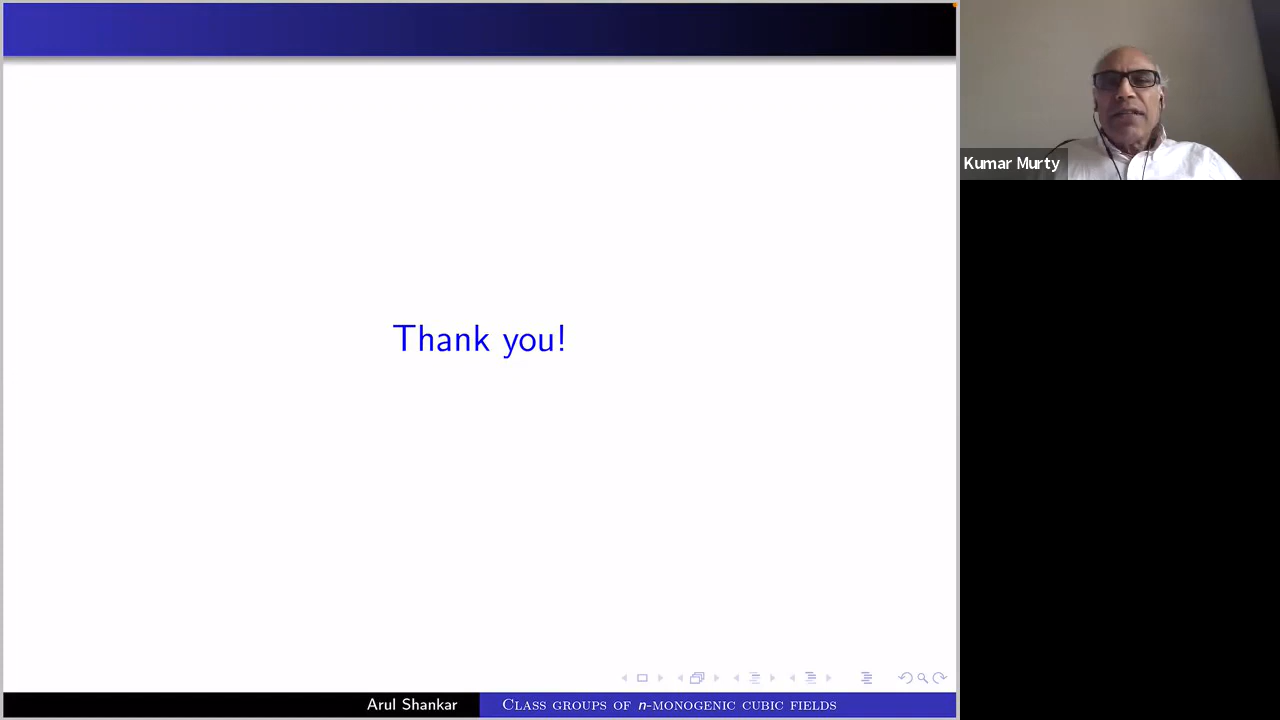 Kumar Murty
Thank you!
Arul Shankar
Class groups of n-monogenic cubic fields